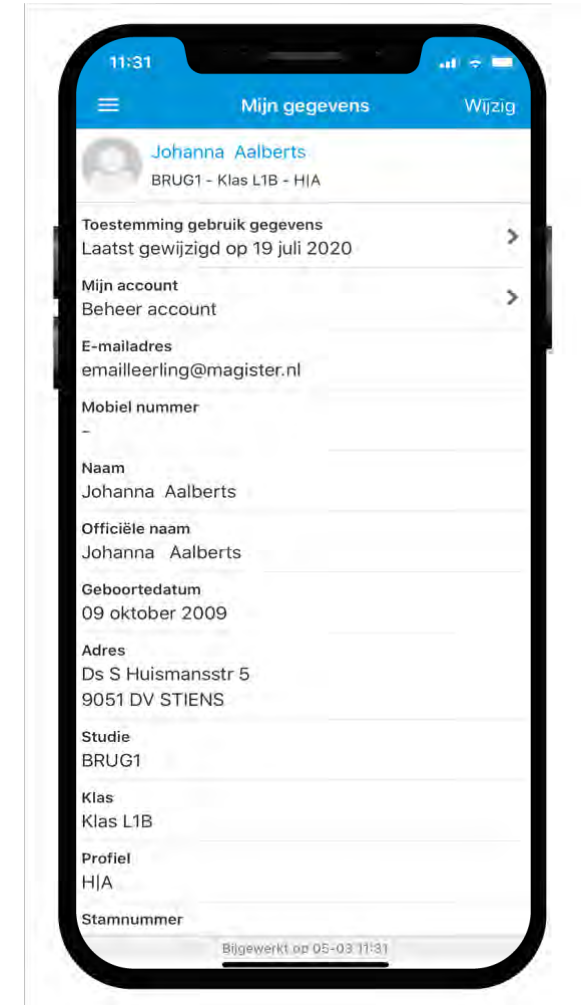 11:31
Mijn gegevens
Wijzig
Johanna Aalberts
BRUG1 - Klas L1B - H|A
Toestemming gebruik gegevens
Laatst gewijzigd op 19 juli 2020
Mijn account
Beheer account
E-mailadres
emailleerling@magister.nl
Mobiel nummer
-
Naam
Johanna Aalberts
Officiële naam
Johanna Aalberts
Geboortedatum
09 oktober 2009
Adres
Ds S Huismansstr 5
9051 DV STIENS
Studie
BRUG1
Klas
Klas L1B
Profiel
H|A
Stamnummer
Bijgewerkt op 05-03 11:31